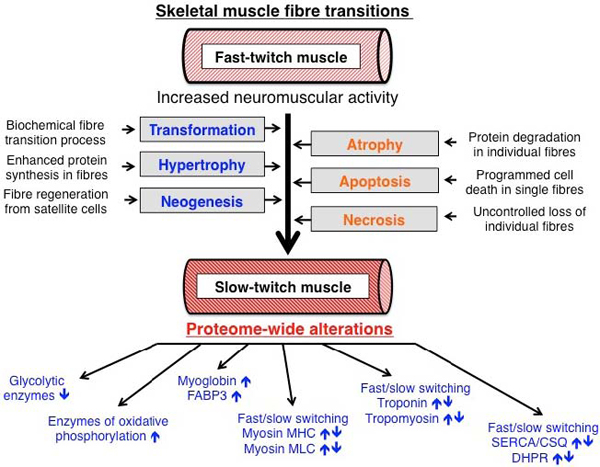 Skeletal muscle fibre transitions
Fast-twitch muscle
Increased neuromuscular activity
Biochemical fibre
transition process
Transformation
Enhanced protein
synthesis in fibres
Hypertrophy
Fibre regeneration
from satellite cells
Neogenesis
Atrophy
Protein degradation
in individual fibres
Apoptosis
Programmed cell
death in single fibres
Necrosis
Uncontrolled loss of
individual fibres
Slow-twitch muscle
Proteome-wide alterations
Glycolytic
enzymes ↓
Enzymes of oxidative
phosphorylation ↑
Myoglobin ↑
FABP3 ↑
Fast/slow switching
Myosin MHC ↑↓
Myosin MLC ↑↓
Fast/slow switching
Troponin ↑↓
Tropomyosin ↑↓
Fast/slow switching
SERCA/CSQ ↑↓
DHPR ↑↓